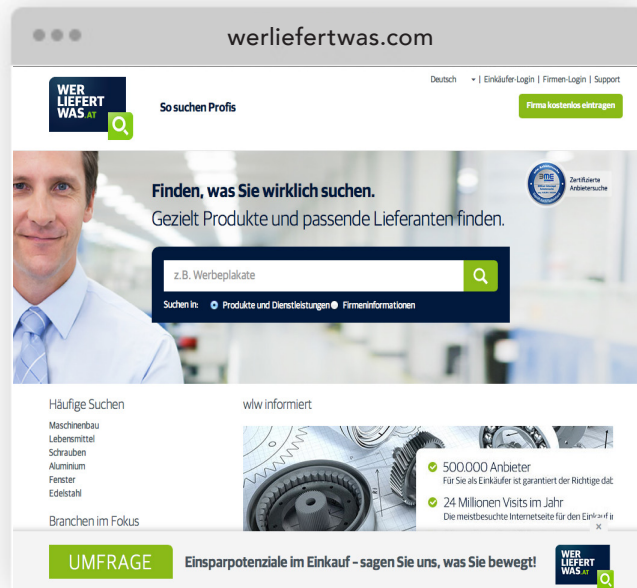 werliefertwas.com
Deutsch | Einkäufer-Login | Firmen-Login | Support
WER
LIEFERT
WAS.AT
So suchen Profis
Firma kostenlos eintragen
BME
Zertifizierte
Anbietersuche
Finden, was Sie wirklich suchen.
Gezielt Produkte und passende Lieferanten finden.
z.B. Werbeplakate
Suchen in: Produkte und Dienstleistungen Firmeninformationen
Häufige Suchen
wlw informiert
Maschinenbau
Lebensmittel
Schrauben
Aluminium
Fenster
Edelstahl
500.000 Anbieter
Für Sie als Einkäufer ist garantiert der Richtige dab
24 Millionen Visits im Jahr
Die meistbesuchte Internetseite für den Einkauf in
Branchen im Fokus
UMFRAGE
Einsparpotenziale im Einkauf – sagen Sie uns, was Sie bewegt!
WER
LIEFERT
WAS.AT